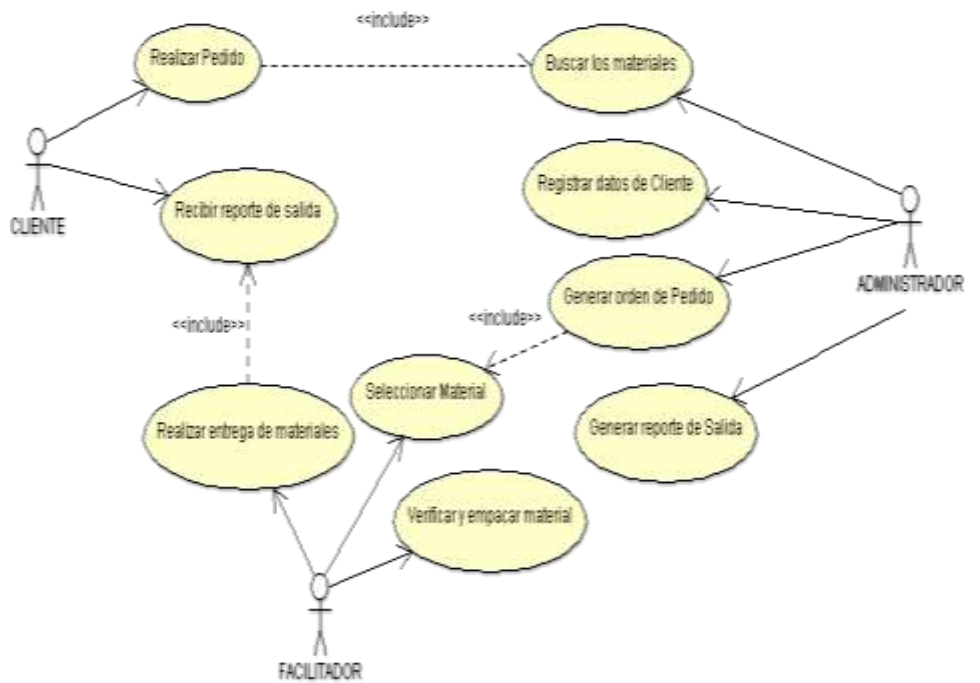 <<include>>
Realizar Pedido
Buscar los materiales
Registrar datos de Cliente
Recibir reporte de salida
CLIENTE
ADMINISTRADOR
Generar orden de Pedido
<<include>>
<<include>>
Seleccionar Material
Realizar entrega de materiales
Generar reporte de Salida
Verificar y empacar material
FACILITADOR